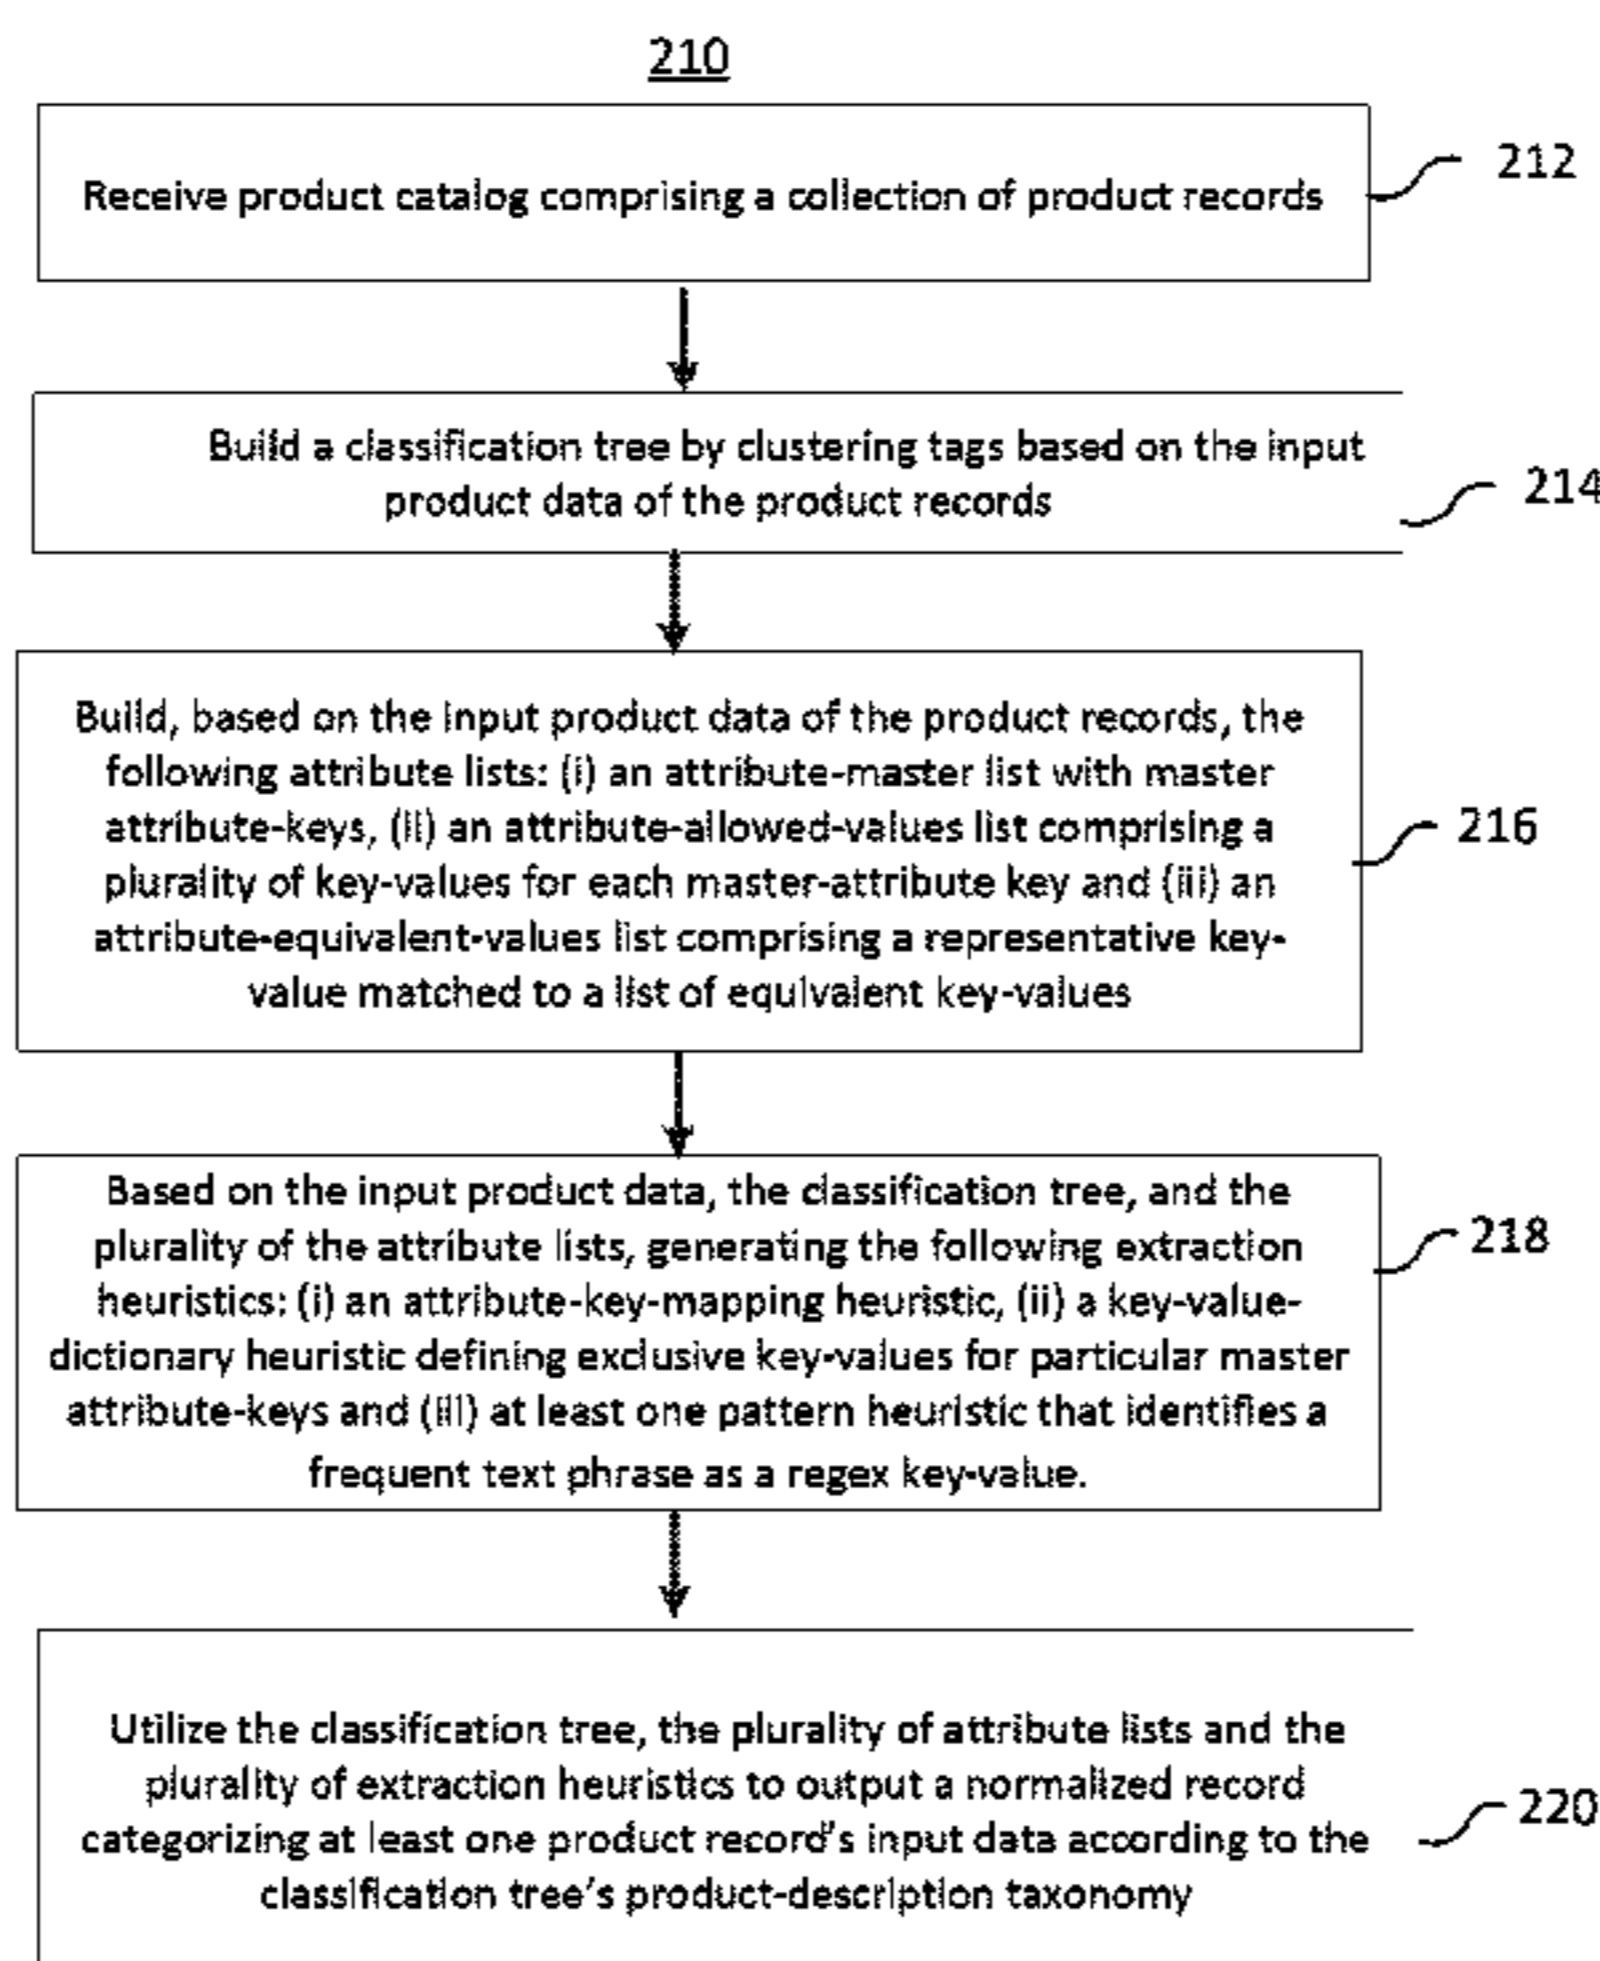 210
Receive product catalog comprising a collection of product records
212
Build a classification tree by clustering tags based on the input
product data of the product records
214
Build, based on the input product data of the product records, the
following attribute lists: (i) an attribute-master list with master
attribute-keys, (ii) an attribute-allowed-values list comprising a
plurality of key-values for each master-attribute key and (iii) an
attribute-equivalent-values list comprising a representative key-
value matched to a list of equivalent key-values
216
Based on the input product data, the classification tree, and the
plurality of the attribute lists, generating the following extraction
heuristics: (i) an attribute-key-mapping heuristic, (ii) a key-value-
dictionary heuristic defining exclusive key-values for particular master
attribute-keys and (iii) at least one pattern heuristic that identifies a
frequent text phrase as a regex key-value.
218
Utilize the classification tree, the plurality of attribute lists and the
plurality of extraction heuristics to output a normalized record
categorizing at least one product record's input data according to the
classification tree's product-description taxonomy
220